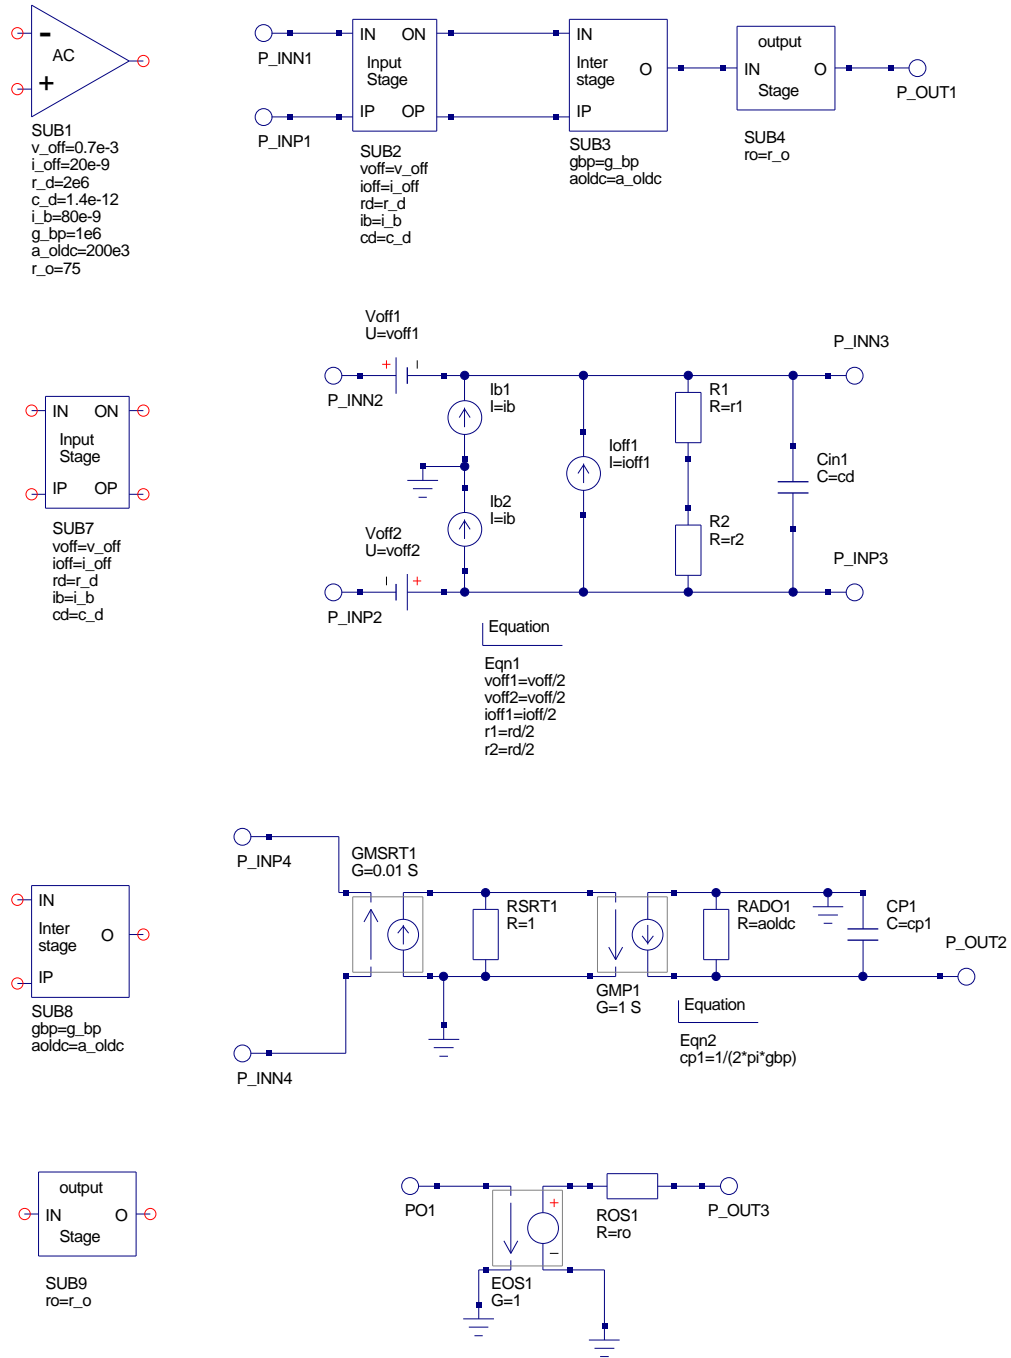 -
AC
+
SUB1
v_off=0.7e-3
i_off=20e-9
r_d=2e6
c_d=1.4e-12
i_b=80e-9
g_bp=1e6
a_oldc=200e3
r_o=75
P_INN1
P_INP1
IN ON
Input
Stage
IP OP
SUB2
voff=v_off
ioff=i_off
rd=r_d
ib=i_b
cd=c_d
IN
Inter
stage
O
IP
SUB3
gbp=g_bp
aoldc=a_oldc
output
IN O
Stage
SUB4
ro=r_o
P_OUT1
IN ON
Input
Stage
IP OP
SUB7
voff=v_off
ioff=i_off
rd=r_d
ib=i_b
cd=c_d
Voff1
U=voff1
+ -
P_INN2
Ib1
I=ib
Ioff1
I=ioff1
R1
R=r1
P_INN3
Cin1
C=cd
Ib2
I=ib
R2
R=r2
Voff2
U=voff2
- +
P_INP2
P_INP3
Equation
Eqn1
voff1=voff/2
voff2=voff/2
ioff1=ioff/2
r1=rd/2
r2=rd/2
IN
Inter
stage
O
IP
SUB8
gbp=g_bp
aoldc=a_oldc
P_INP4
GMSRT1
G=0.01 S
RSRT1
R=1
GMP1
G=1 S
RADO1
R=aoldc
CP1
C=cp1
P_OUT2
P_INN4
Equation
Eqn2
cp1=1/(2*pi*gbp)
output
IN O
Stage
SUB9
ro=r_o
PO1
+
-
EOS1
G=1
ROS1
R=ro
P_OUT3